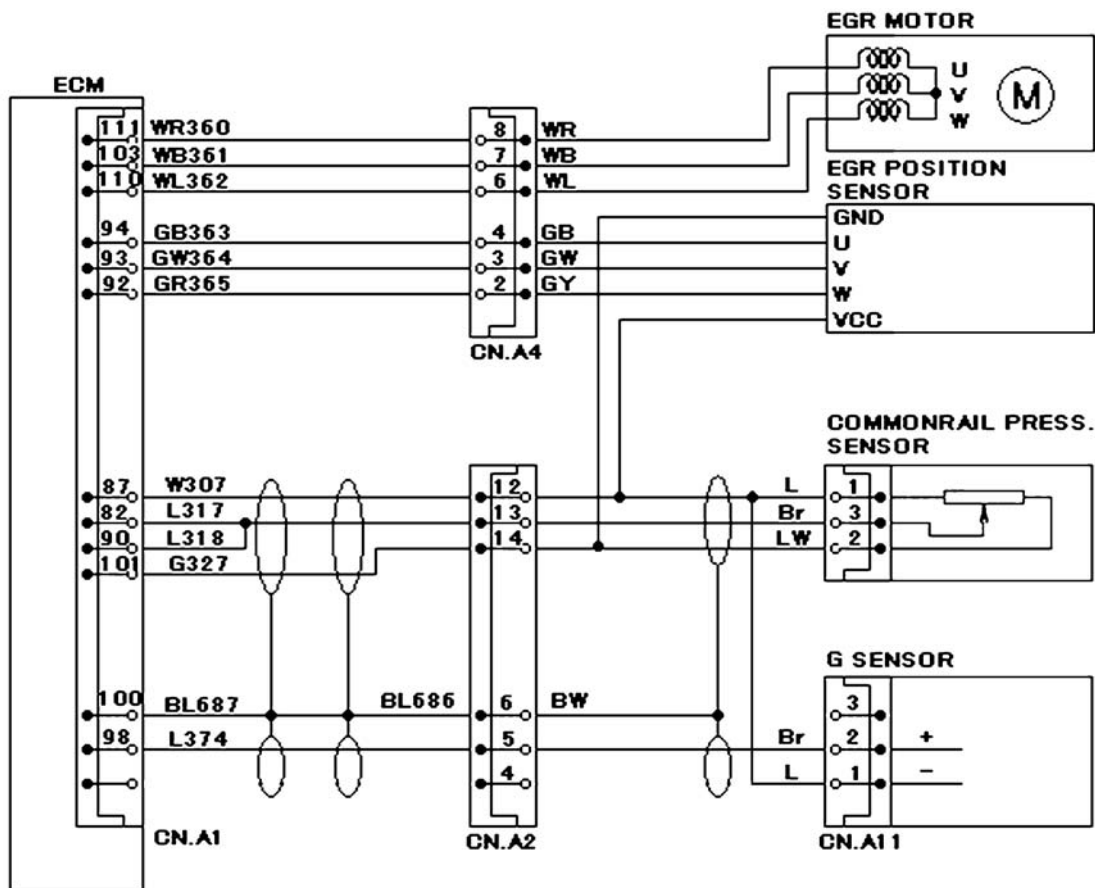 EGR MOTOR
ECM
U
V
W
M
111 WR360 8 WR
103 WB361 7 WB
110 WL362 6 WL
EGR POSITION
SENSOR
GND
94 GB363 4 GB U
93 GW364 3 GW V
92 GR365 2 GY W
VCC
CN.A4
COMMONRAIL PRESS.
SENSOR
87 W307 12 L 1
82 L317 13 Br 3
90 L318 14 LW 2
101 G327
G SENSOR
100 BL687 BL686 6 BW 3
98 L374 5 Br 2 +
4 L 1 -
CN.A1 CN.A2 CN.A11